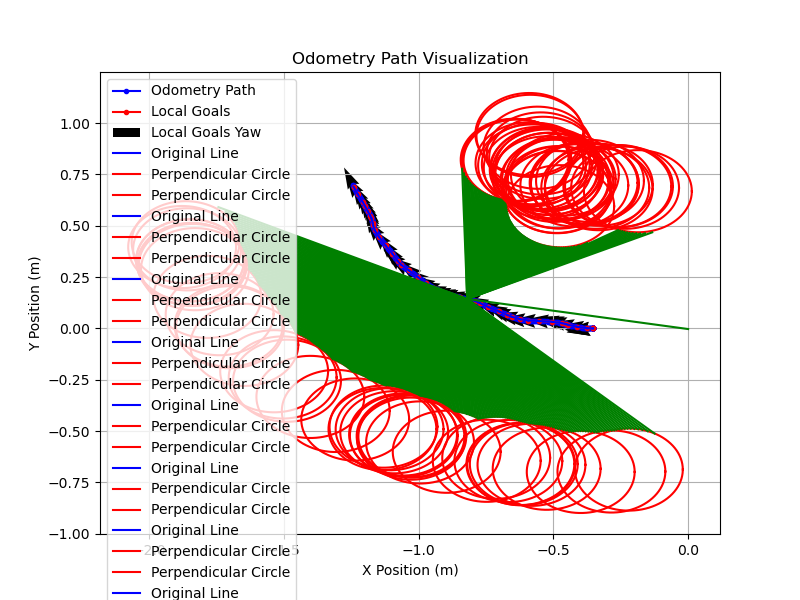 Odometry Path Visualization
Odometry Path
Local Goals
Local Goals Yaw
Original Line
Perpendicular Circle
Perpendicular Circle
Original Line
Perpendicular Circle
Perpendicular Circle
Original Line
Perpendicular Circle
Perpendicular Circle
Original Line
Perpendicular Circle
Perpendicular Circle
Original Line
Perpendicular Circle
Perpendicular Circle
Original Line
Perpendicular Circle
Perpendicular Circle
Original Line
Perpendicular Circle
Perpendicular Circle
Original Line
Y Position (m)
1.00
0.75
0.50
0.25
0.00
−0.25
−0.50
−0.75
−1.00
−1.0
−0.5
0.0
X Position (m)